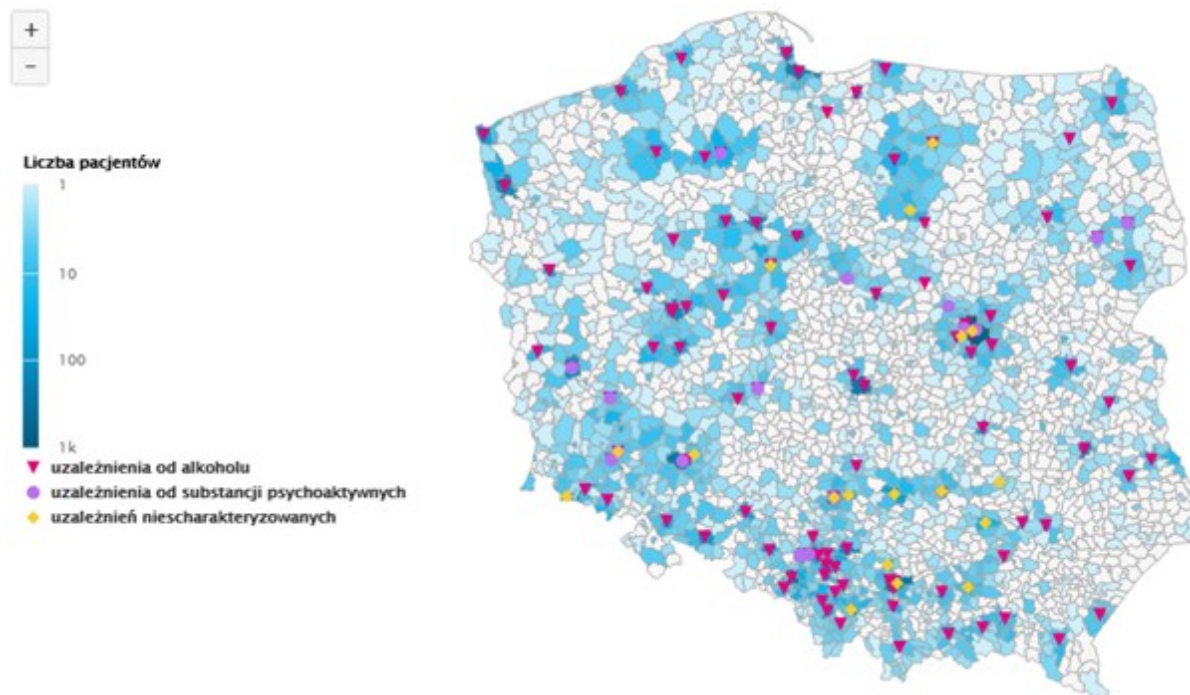 +
−
Liczba pacjentów
1
10
100
1k
uzależnienia od alkoholu
uzależnienia od substancji psychoaktywnych
uzależnień niescharakteryzowanych